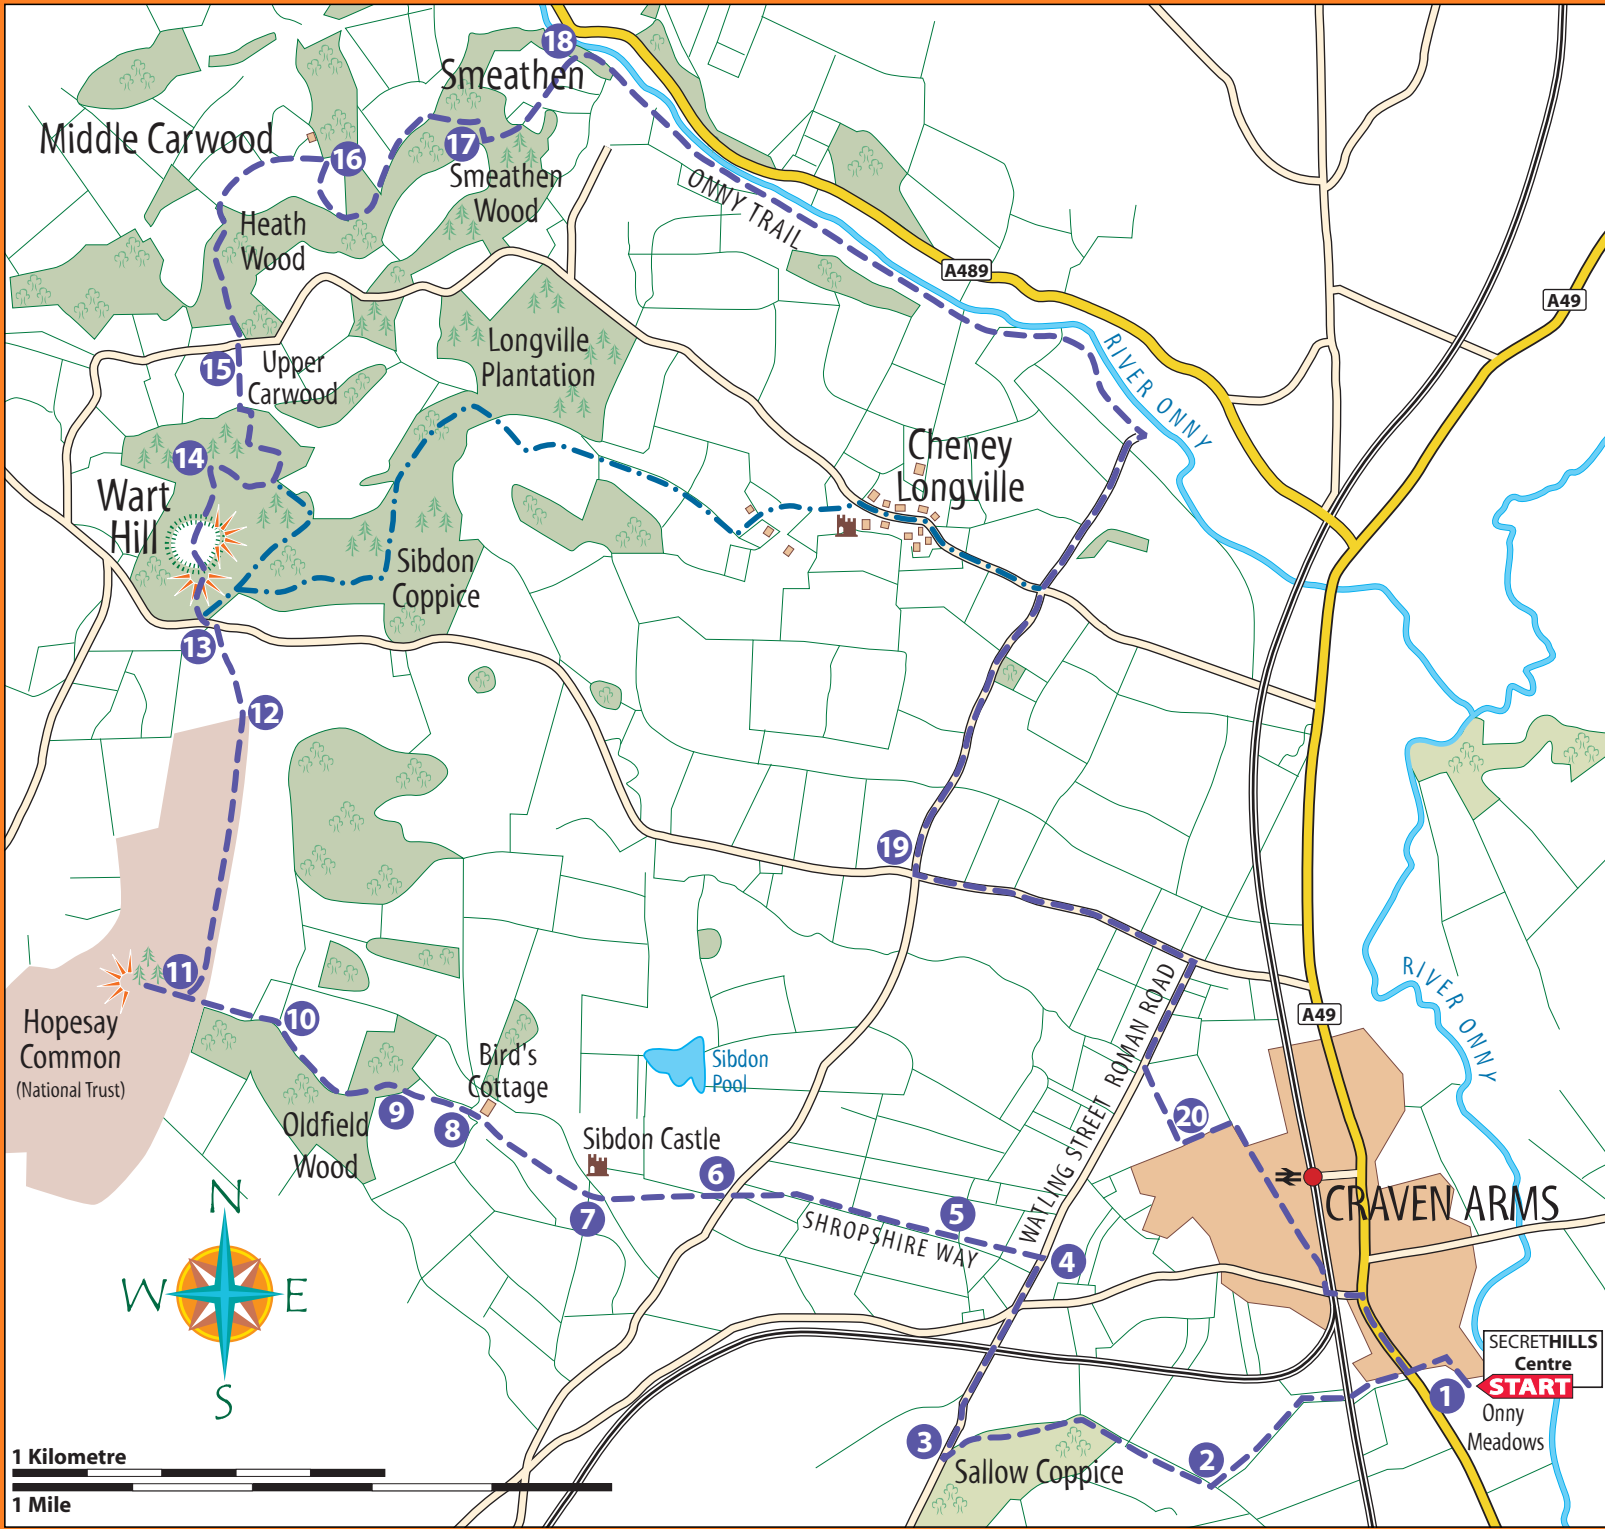 18
Smeathen
Middle Carwood
16
17
Smeathen
Wood
ONNY TRAIL
Heath
Wood
A489
A49
RIVER ONNY
15
Upper
Carwood
Longville
Plantation
14
Wart
Hill
Cheney
Longville
Sibdon
Coppice
13
12
19
11
10
Hopesay
Common
(National Trust)
Bird's
Cottage
Sibdon
Pool
WATLING STREET ROMAN ROAD
A49
RIVER ONNY
9
8
Oldfield
Wood
Sibdon Castle
6
7
5
SHROPSHIRE WAY
4
20
CRAVEN ARMS
N
W
E
S
SECRETHILLS
Centre
START
1
Onny
Meadows
3
2
Sallow Coppice
1 Kilometre
1 Mile